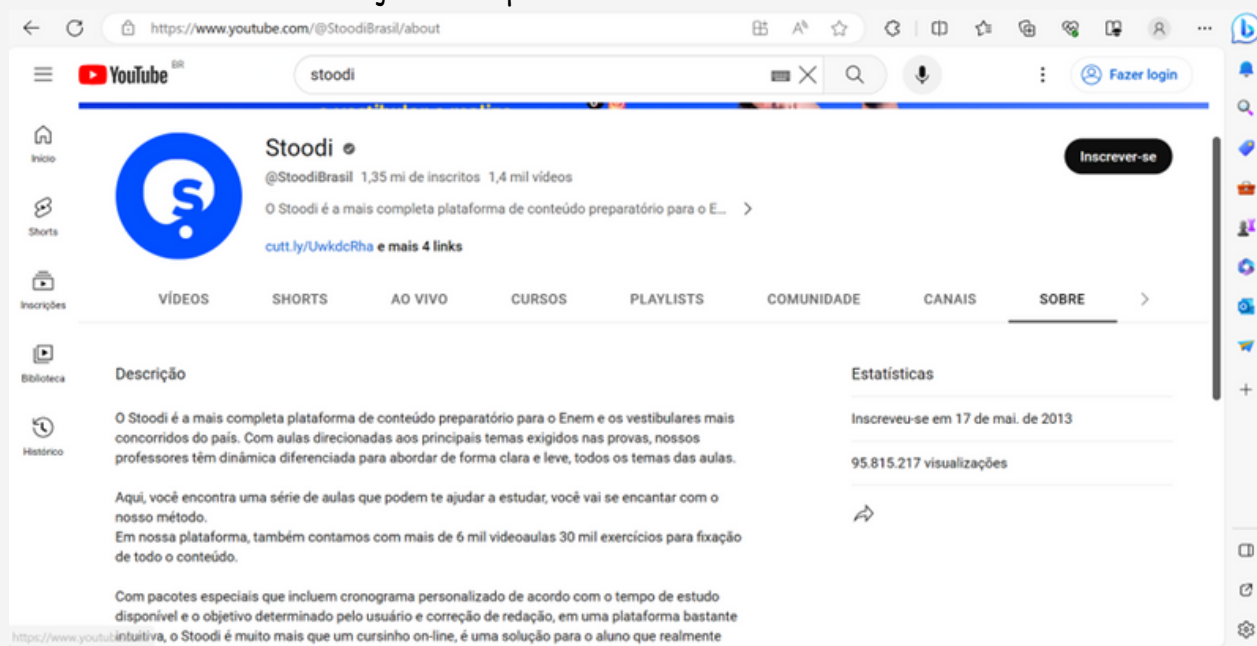 https://www.youtube.com/@StoodiBrasil/about
YouTube BR
stoodi
Fazer login
Início
Shorts
Inscrições
Biblioteca
Histórico
Stoodi
@StoodiBrasil 1,35 mi de inscritos 1,4 mil vídeos
O Stoodi é a mais completa plataforma de conteúdo preparatório para o E...
cutt.ly/UwkdcRha e mais 4 links
Inscrever-se
VÍDEOS SHORTS AO VIVO CURSOS PLAYLISTS COMUNIDADE CANAIS SOBRE
Descrição
O Stoodi é a mais completa plataforma de conteúdo preparatório para o Enem e os vestibulares mais
concorridos do país. Com aulas direcionadas aos principais temas exigidos nas provas, nossos
professores têm dinâmica diferenciada para abordar de forma clara e leve, todos os temas das aulas.
Aqui, você encontra uma série de aulas que podem te ajudar a estudar, você vai se encantar com o
nosso método.
Em nossa plataforma, também contamos com mais de 6 mil videoaulas 30 mil exercícios para fixação
de todo o conteúdo.
Com pacotes especiais que incluem cronograma personalizado de acordo com o tempo de estudo
disponível e o objetivo determinado pelo usuário e correção de redação, em uma plataforma bastante
intuitiva, o Stoodi é muito mais que um cursinho on-line, é uma solução para o aluno que realmente
Estatísticas
Inscreveu-se em 17 de mai. de 2013
95.815.217 visualizações